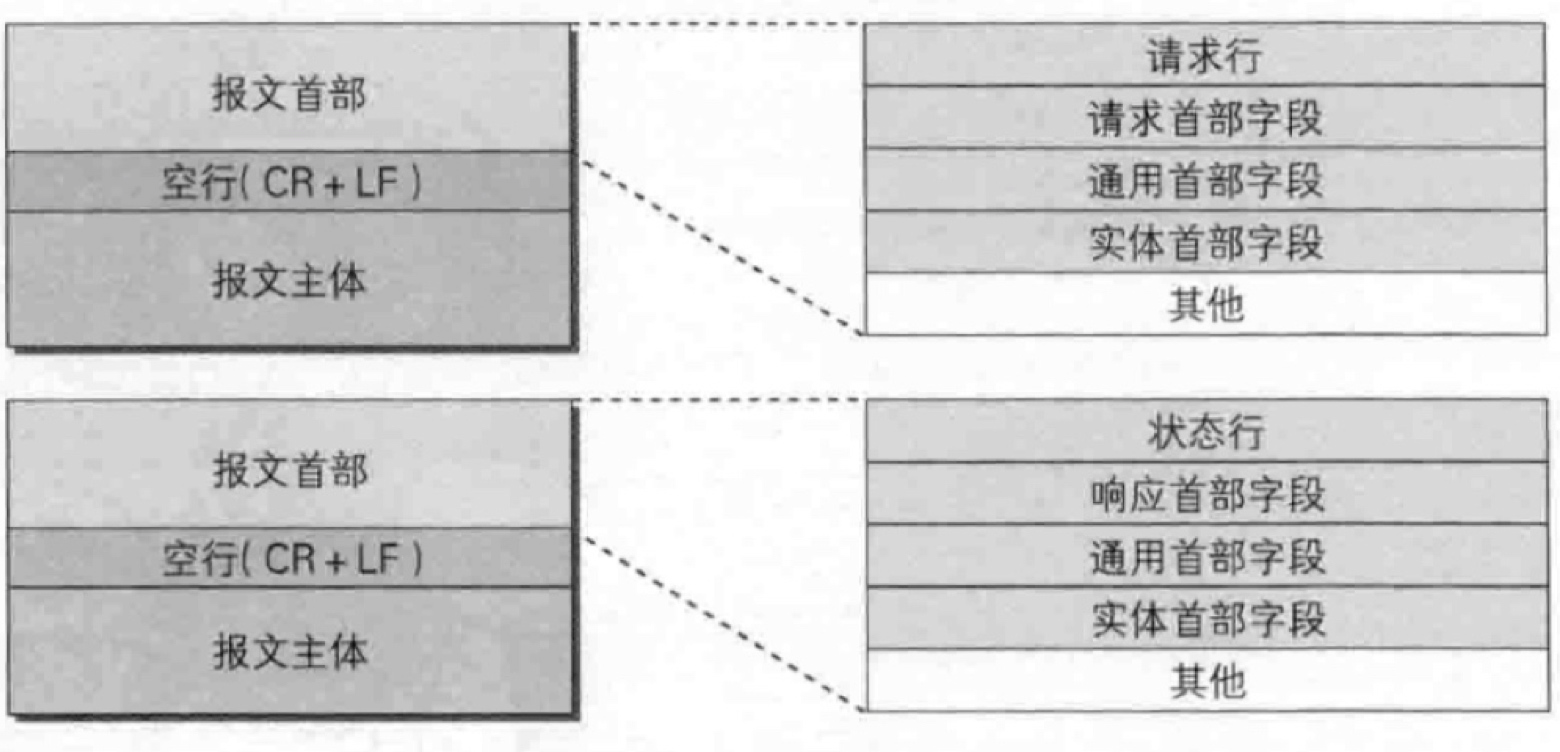 报文首部
空行( CR + LF )
报文主体
请求行
请求首部字段
通用首部字段
实体首部字段
其他
报文首部
空行( CR + LF )
报文主体
状态行
响应首部字段
通用首部字段
实体首部字段
其他